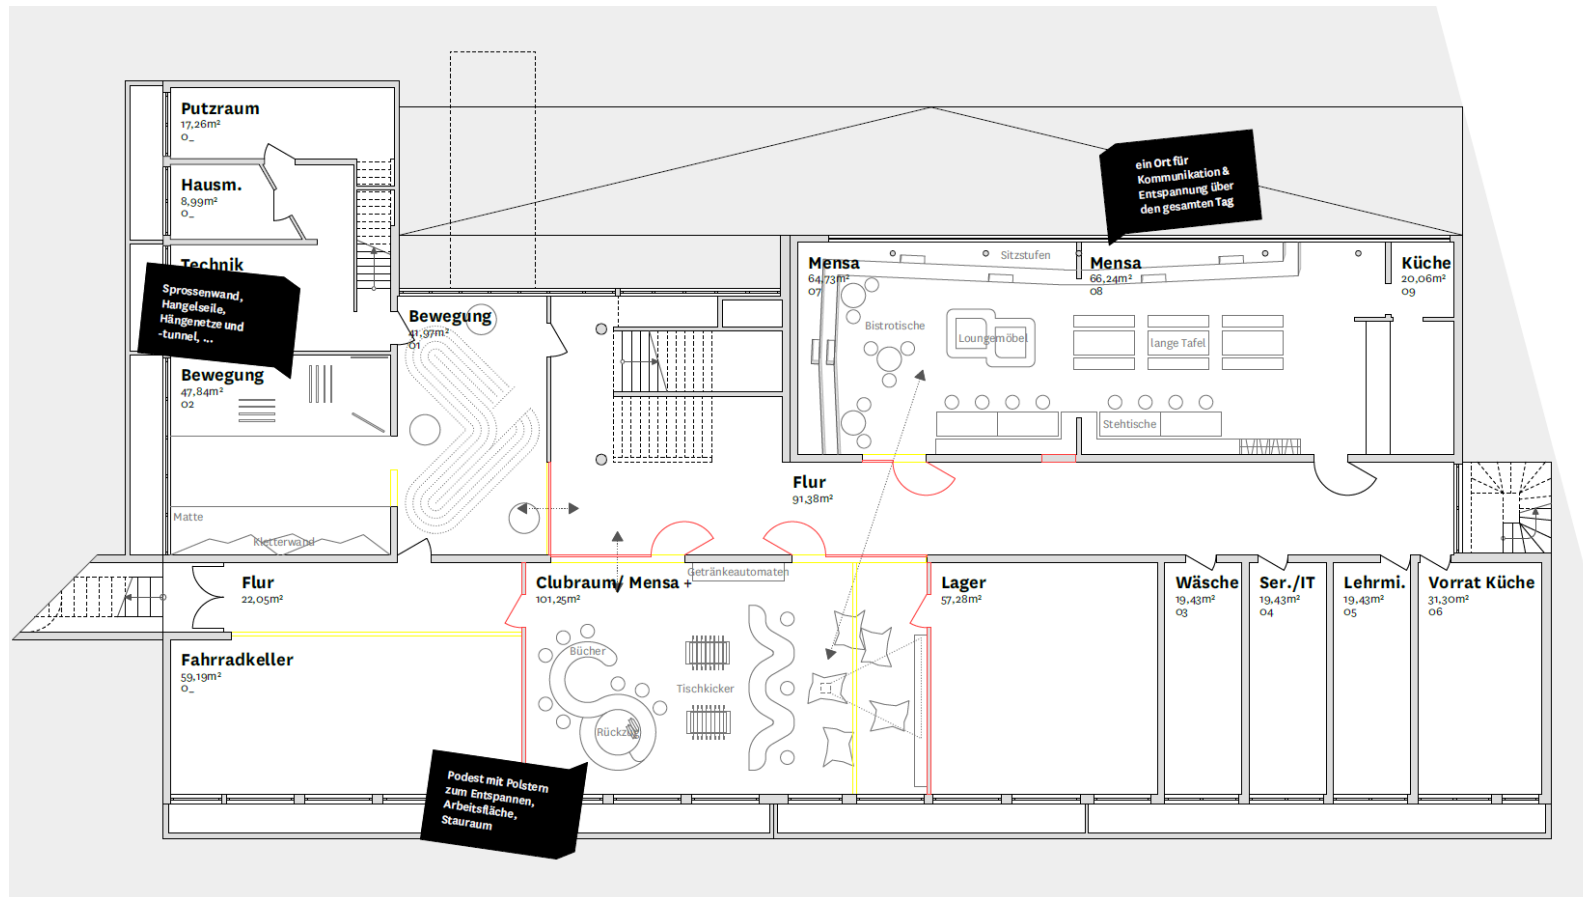 Putzraum
17,26m²
0_
Hausm.
8,99m²
0_
Technik
Sprossenwand,
Hangelseile,
Hängenetze und
-tunnel, ...
Bewegung
47,84m²
02
Matte
Kletterwand
Bewegung
41,97m²
01
ein Ort für
Kommunikation &
Entspannung über
den gesamten Tag
Mensa
64,73m²
07
Sitzstufen
Mensa
66,24m²
08
Küche
20,06m²
09
Bistrotische
Loungemöbel
lange Tafel
Stehtische
Flur
91,38m²
Flur
22,05m²
Fahrradkeller
59,19m²
0_
Clubraum/ Mensa +
101,25m²
Getränkeautomaten
Bücher
Tischkicker
Rückzug
Podest mit Polstern
zum Entspannen,
Arbeitsfläche,
Stauraum
Lager
57,28m²
Wäsche
19,43m²
03
Ser./IT
19,43m²
04
Lehrmi.
19,43m²
05
Vorrat Küche
31,30m²
06